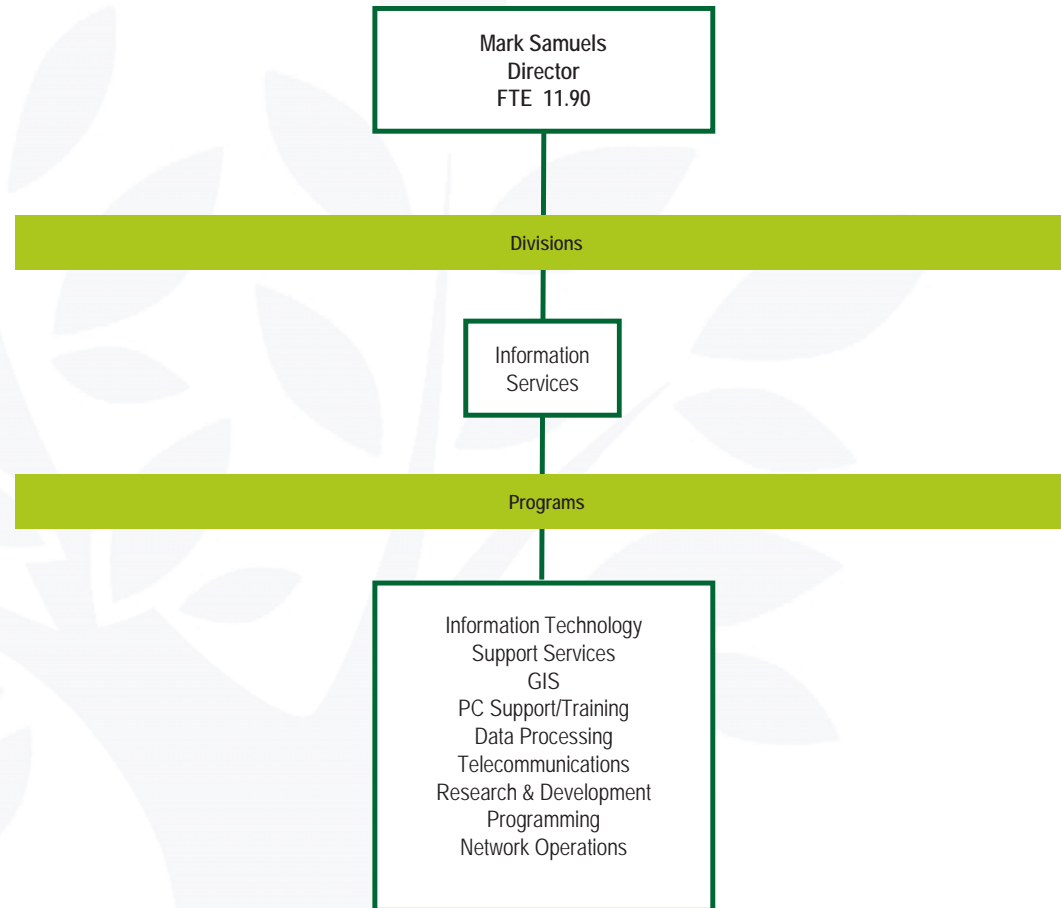 Mark Samuels
Director
FTE 11.90
Divisions
Information
Services
Programs
Information Technology
Support Services
GIS
PC Support/Training
Data Processing
Telecommunications
Research & Development
Programming
Network Operations